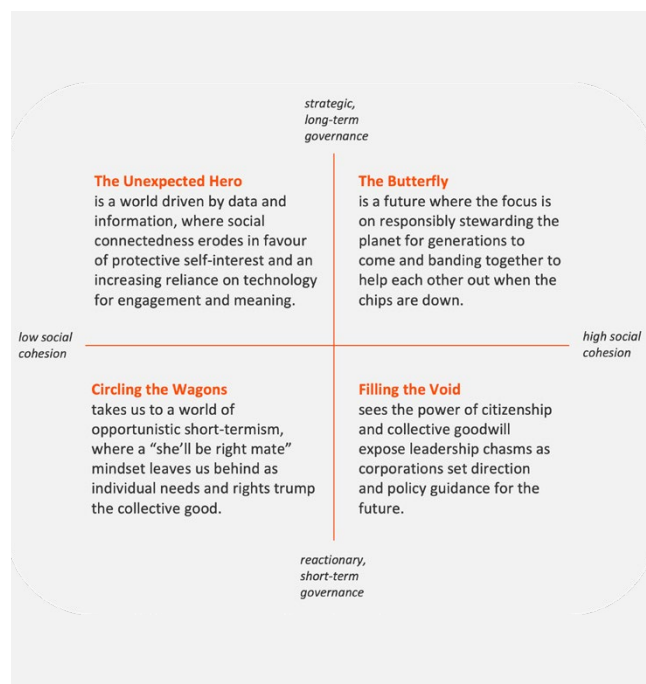 strategic,
long-term
governance
The Unexpected Hero
is a world driven by data and
information, where social
connectedness erodes in favour
of protective self-interest and an
increasing reliance on technology
for engagement and meaning.
The Butterfly
is a future where the focus is
on responsibly stewarding the
planet for generations to
come and banding together to
help each other out when the
chips are down.
low social
cohesion
high social
cohesion
Circling the Wagons
takes us to a world of
opportunistic short-termism,
where a “she’ll be right mate”
mindset leaves us behind as
individual needs and rights trump
the collective good.
Filling the Void
sees the power of citizenship
and collective goodwill
expose leadership chasms as
corporations set direction
and policy guidance for the
future.
reactionary,
short-term
governance